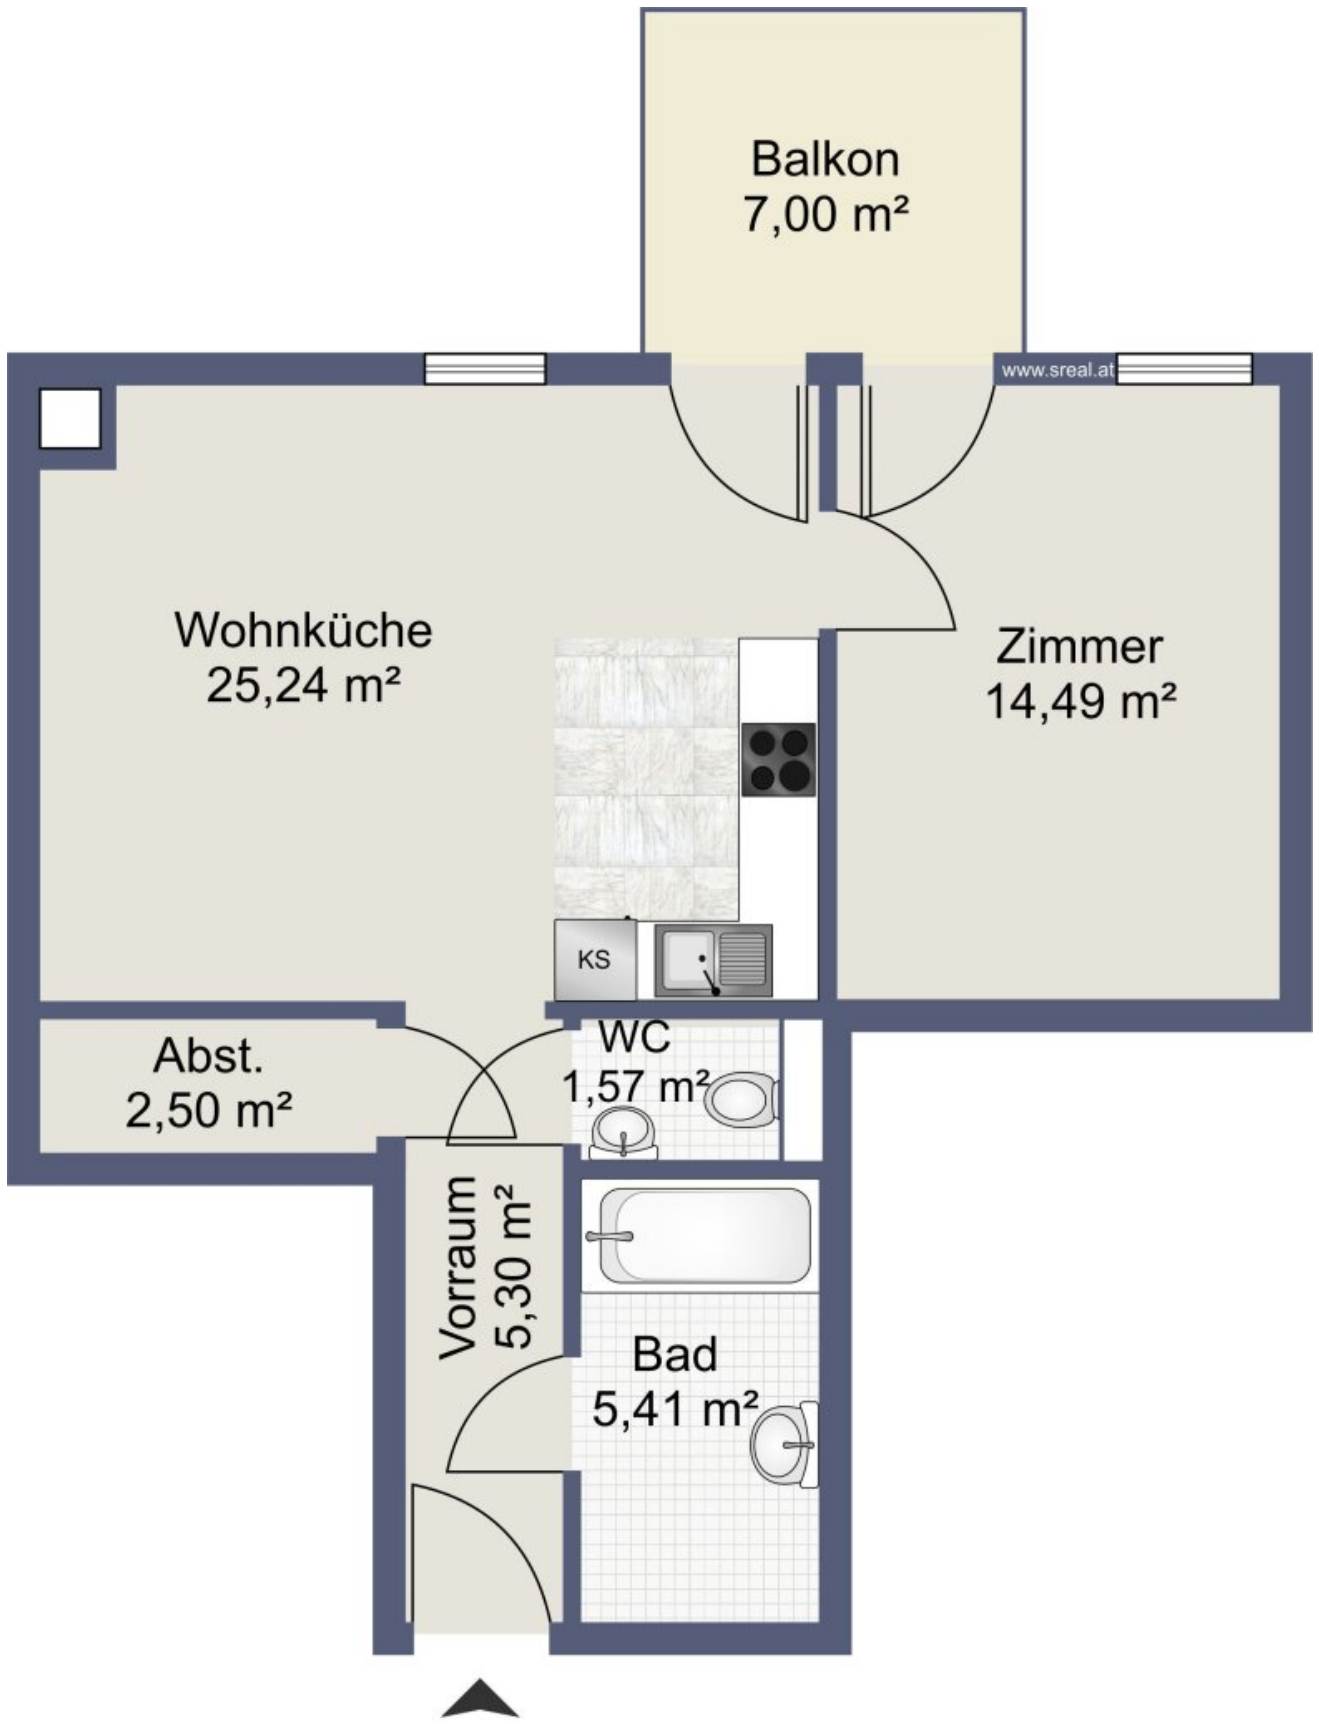 Balkon
7,00 m²
www.sreal.at
Wohnküche
25,24 m²
Zimmer
14,49 m²
KS
Abst.
2,50 m²
WC
1,57 m²
Vorraum
5,30 m²
Bad
5,41 m²